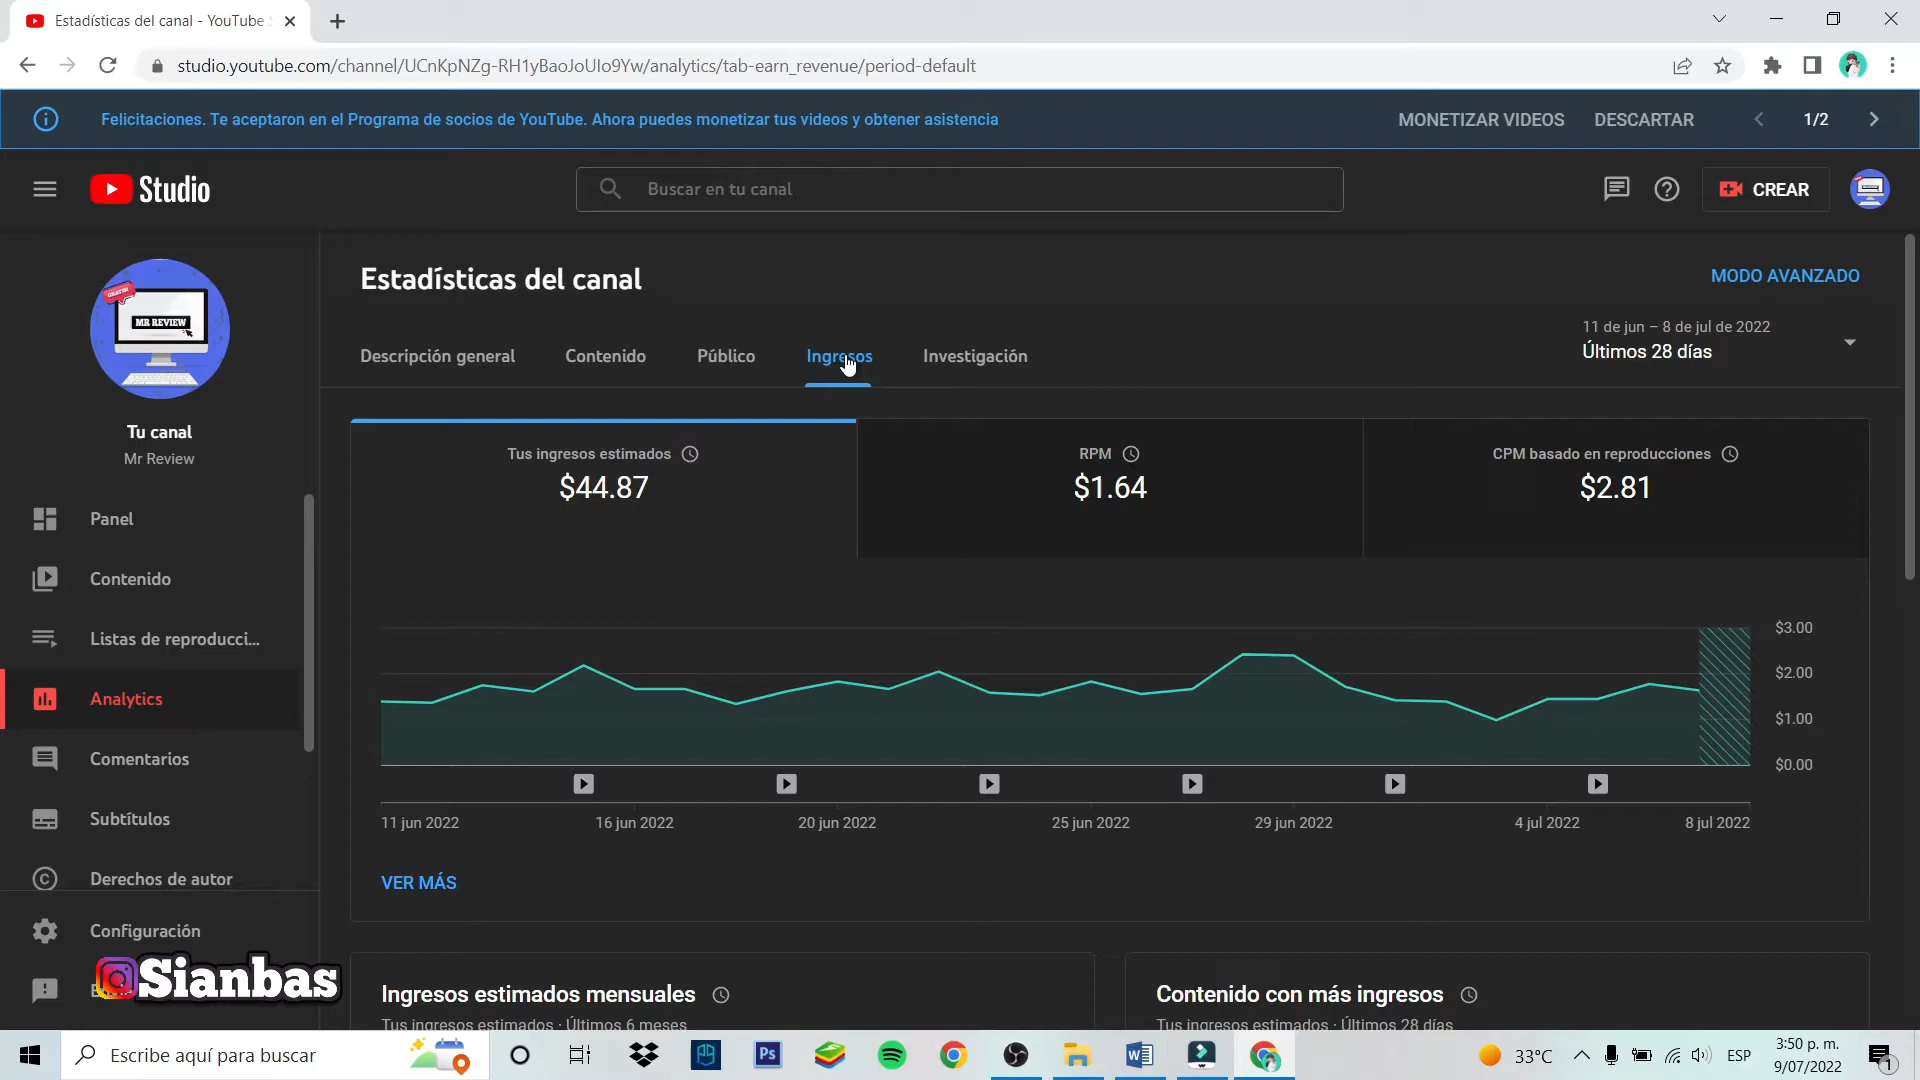 Estadísticas del canal - YouTube
studio.youtube.com/channel/UCnKpNZg-RH1yBaoJoUIo9Yw/analytics/tab-earn_revenue/period-default
Felicitaciones. Te aceptaron en el Programa de socios de YouTube. Ahora puedes monetizar tus videos y obtener asistencia
MONETIZAR VIDEOS
DESCARTAR
1/2
Studio
Buscar en tu canal
CREAR
GRATIS
MR REVIEW
Tu canal
Mr Review
Panel
Contenido
Listas de reproducci...
Analytics
Comentarios
Subtítulos
Derechos de autor
Configuración
Sianbas
Estadísticas del canal
MODO AVANZADO
Descripción general
Contenido
Público
Ingresos
Investigación
11 de jun – 8 de jul de 2022
Últimos 28 días
Tus ingresos estimados
$44.87
RPM
$1.64
CPM basado en reproducciones
$2.81
$3.00
$2.00
$1.00
$0.00
11 jun 2022
16 jun 2022
20 jun 2022
25 jun 2022
29 jun 2022
4 jul 2022
8 jul 2022
VER MÁS
Ingresos estimados mensuales
Tus ingresos estimados · Últimos 6 meses
Contenido con más ingresos
Tus ingresos estimados · Últimos 28 días
Escribe aquí para buscar
Ps
33°C
ESP
3:50 p. m.
9/07/2022
1